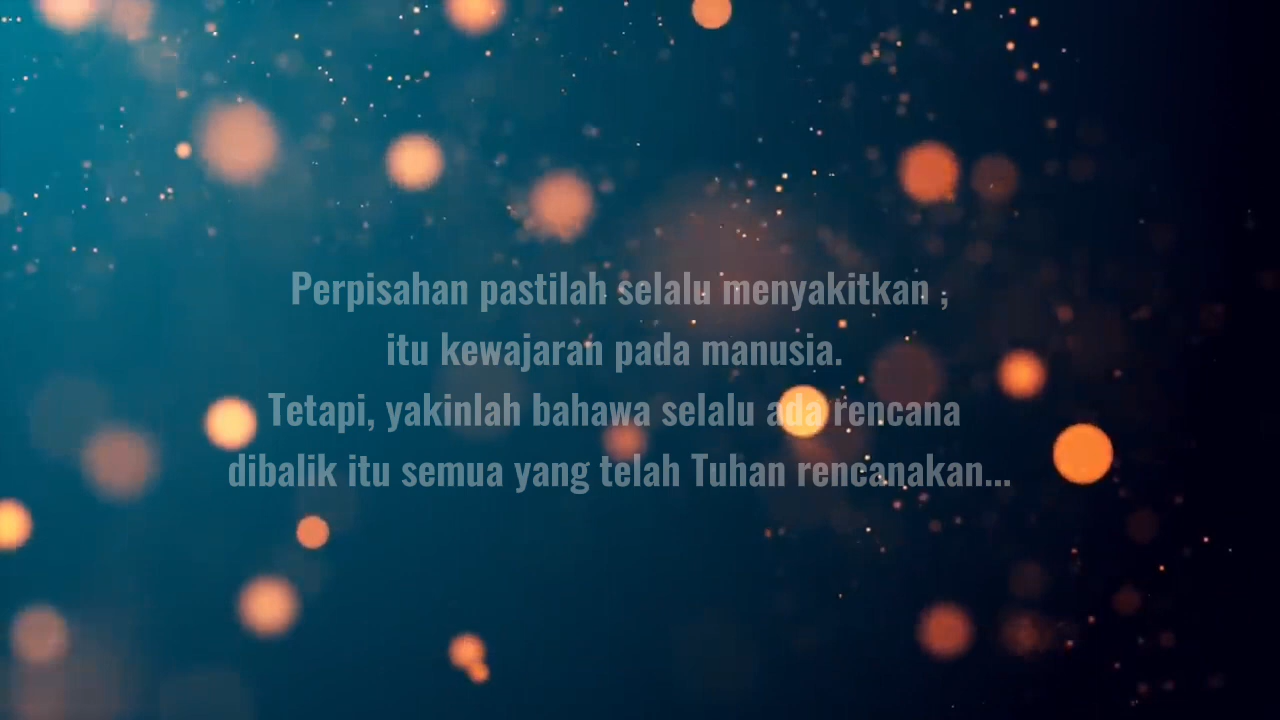 Perpisahan pastilah selalu menyakitkan ;
itu kewajaran pada manusia.
Tetapi, yakinlah bahawa selalu ada rencana
dibalik itu semua yang telah Tuhan rencanakan...